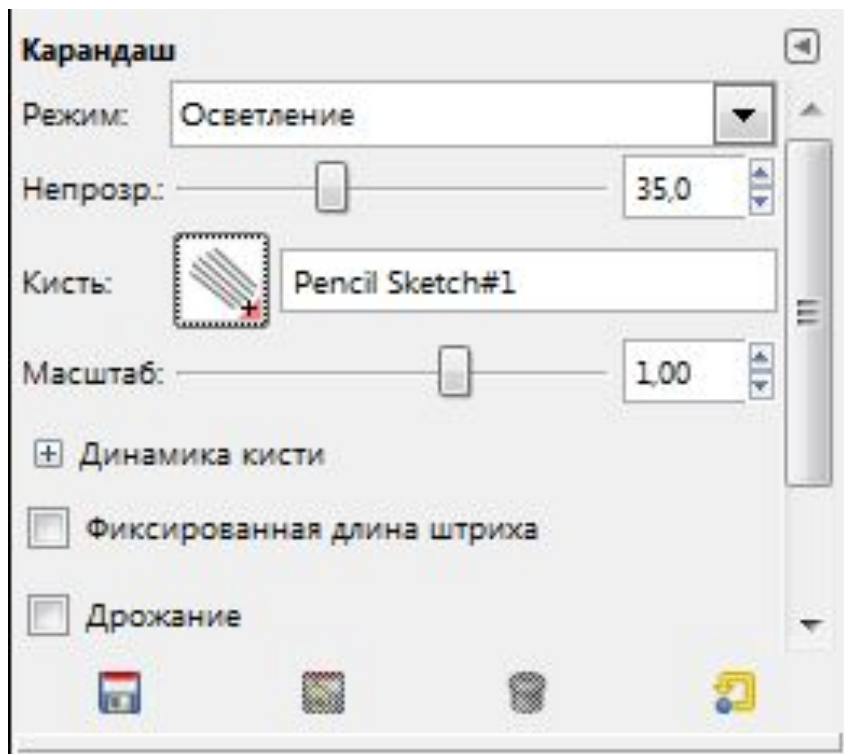 Карандаш
Режим: Осветление
Непрозр.: 35,0
Кисть: Pencil Sketch#1
Масштаб: 1,00
Динамика кисти
Фиксированная длина штриха
Дрожание